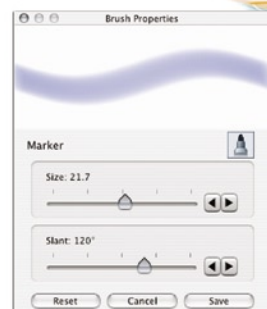 Brush Properties
Marker
Size: 21.7
Slant: 120°
Reset Cancel Save